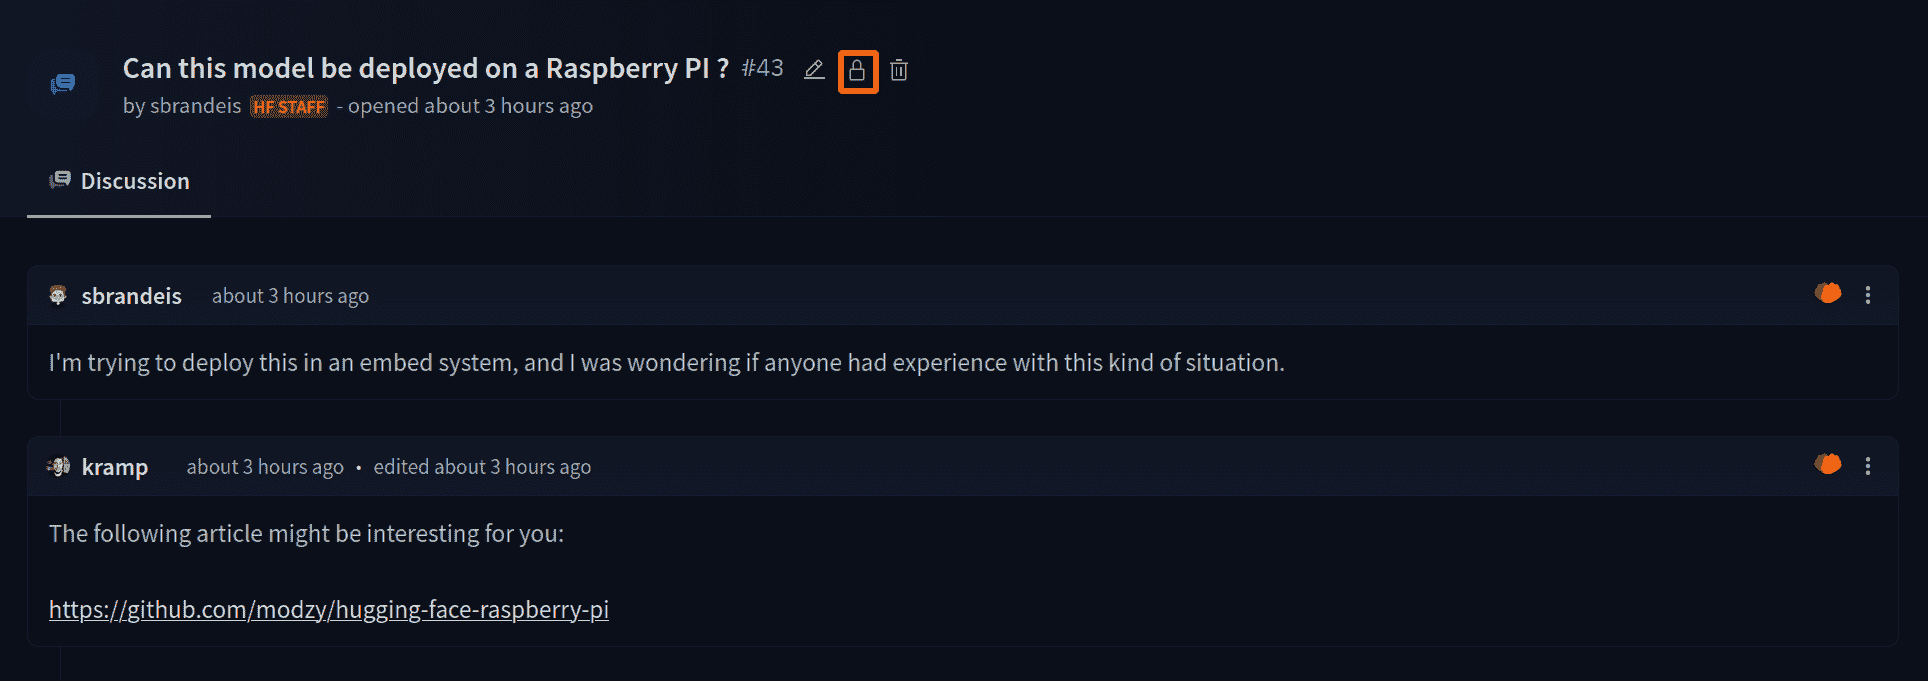 Can this model be deployed on a Raspberry PI ? #43
by sbrandeis HF STAFF - opened about 3 hours ago
Discussion
sbrandeis about 3 hours ago
I'm trying to deploy this in an embed system, and I was wondering if anyone had experience with this kind of situation.
kramp about 3 hours ago • edited about 3 hours ago
The following article might be interesting for you:
https://github.com/modzy/hugging-face-raspberry-pi